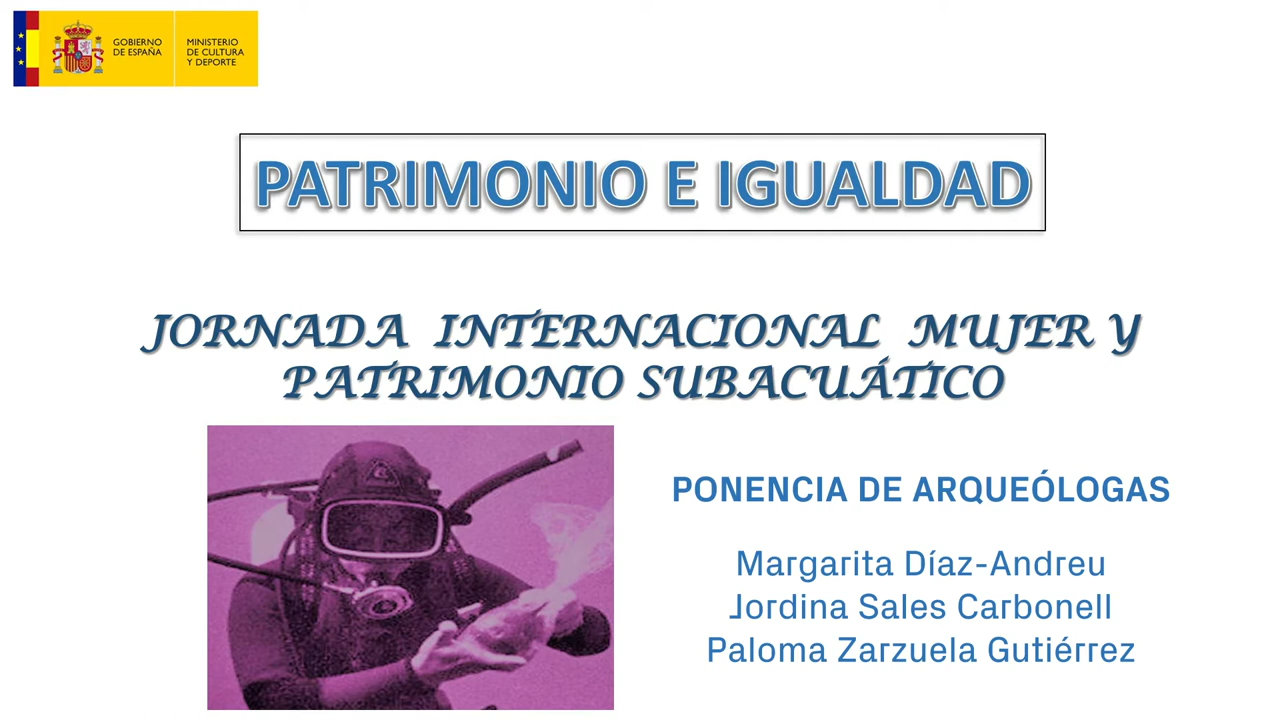 GOBIERNO
DE ESPAÑA
MINISTERIO
DE CULTURA
Y DEPORTE
PATRIMONIO E IGUALDAD
JORNADA INTERNACIONAL MUJER Y
PATRIMONIO SUBACUÁTICO
PONENCIA DE ARQUEÓLOGAS
Margarita Díaz-Andreu
Jordina Sales Carbonell
Paloma Zarzuela Gutiérrez